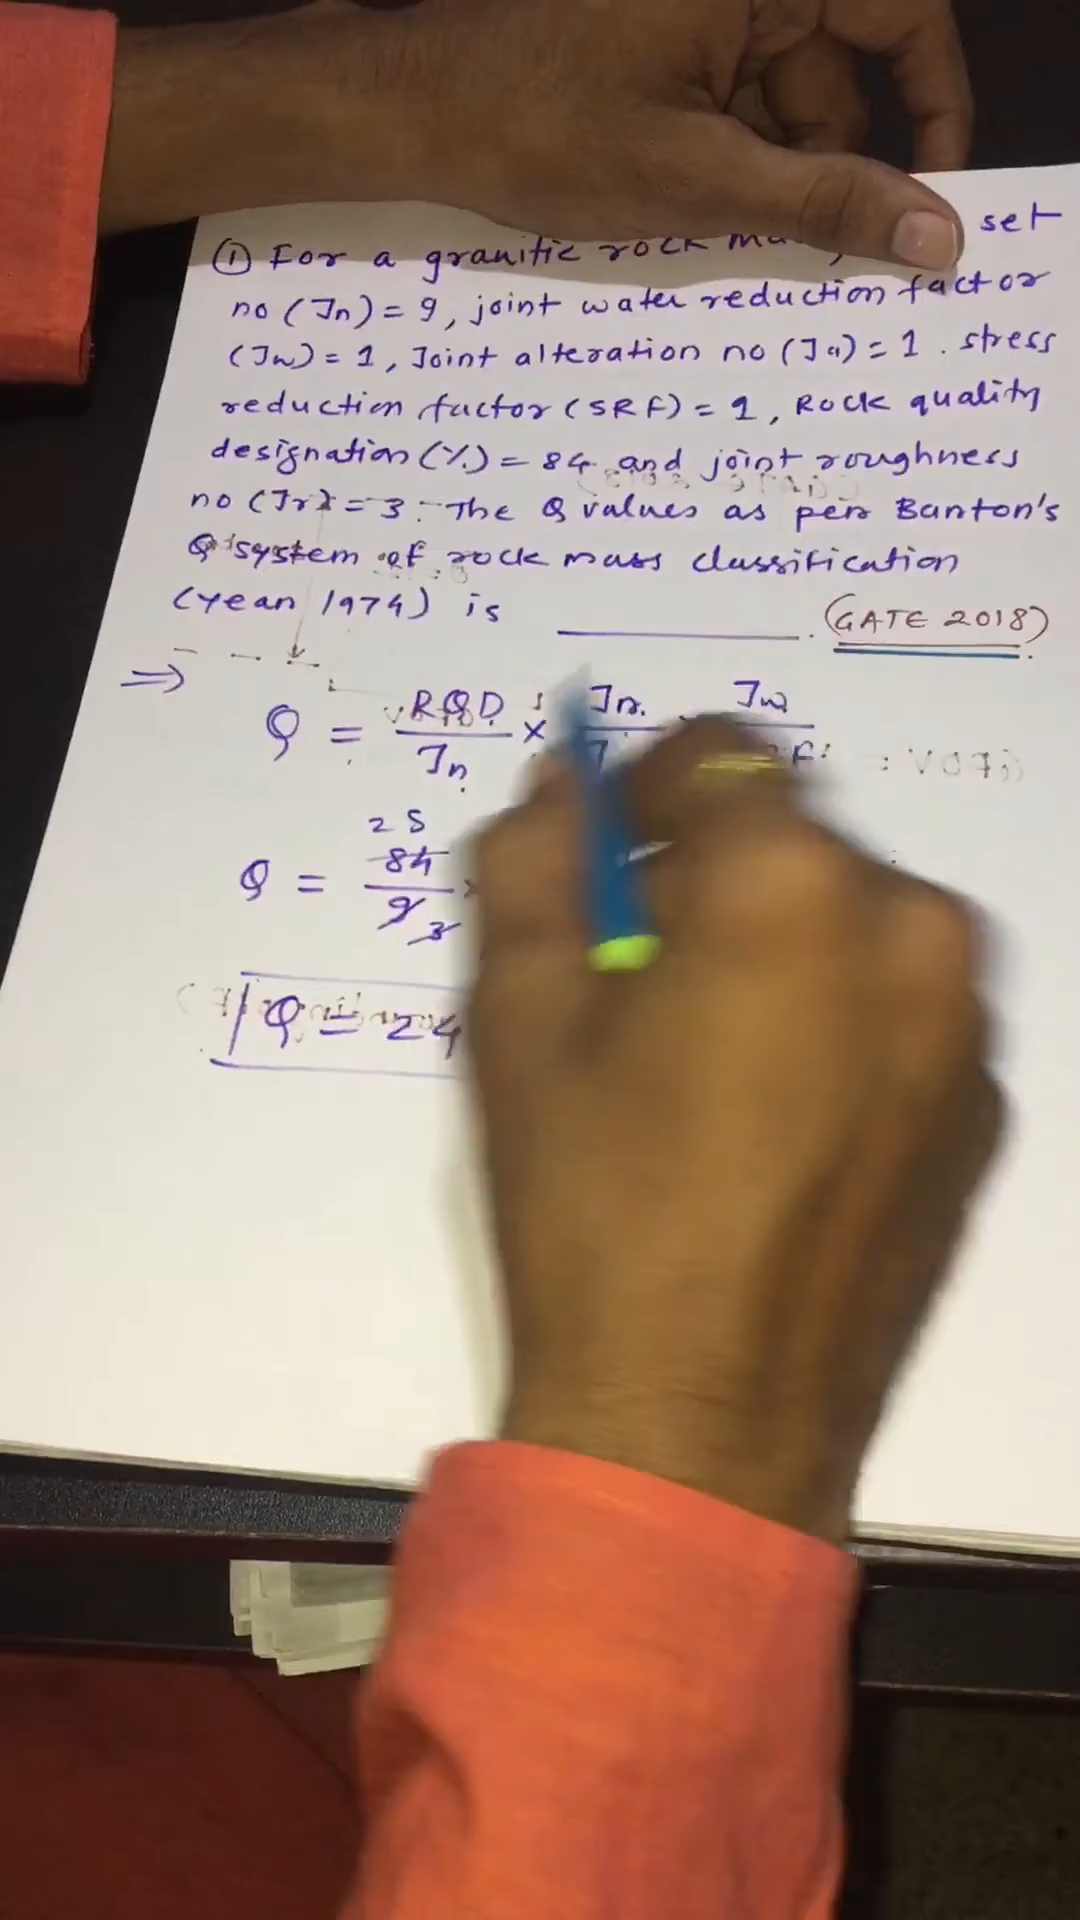 ① For a granitic rock set
no (Jn) = 9, joint water reduction factor
(Jw) = 1, Joint alteration no (Ja) = 1. stress
reduction factor (SRF) = 1, Rock quality
designation (%) = 84 and joint roughness
no (Jr) = 3. The Q values as per Barton's
Q system of rock mass classification
(Year 1974) is ________. (GATE 2018)
⇒ Q = RQD/Jn × Jr Jw
Q = 84/9 28 3
Q = 24